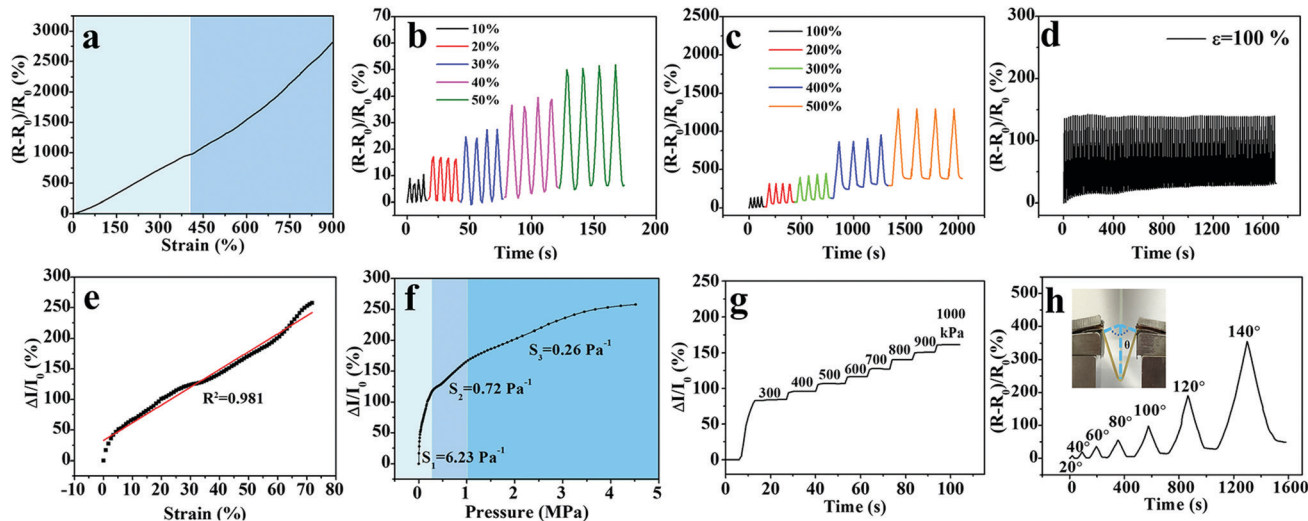 a
(R-R0)/R0 (%)
3000
2500
2000
1500
1000
500
0
0 150 300 450 600 750 900
Strain (%)
b
10%
20%
30%
40%
50%
(R-R0)/R0 (%)
70
60
50
40
30
20
10
0
-10
0 50 100 150 200
Time (s)
c
100%
200%
300%
400%
500%
(R-R0)/R0 (%)
2500
2000
1500
1000
500
0
0 500 1000 1500 2000
Time (s)
d
ε=100 %
(R-R0)/R0 (%)
300
200
100
0
0 400 800 1200 1600
Time (s)
e
ΔI/I0 (%)
300
250
200
150
100
50
0
R²=0.981
-10 0 10 20 30 40 50 60 70 80
Strain (%)
f
ΔI/I0 (%)
300
250
200
150
100
50
0
S3=0.26 Pa-1
S2=0.72 Pa-1
S1=6.23 Pa-1
0 1 2 3 4 5
Pressure (MPa)
g
ΔI/I0 (%)
250
200
150
100
50
0
300 400 500 600 700 800 900 1000
kPa
0 20 40 60 80 100
Time (s)
h
(R-R0)/R0 (%)
500
400
300
200
100
0
θ
20° 40° 60° 80° 100° 120° 140°
0 400 800 1200 1600
Time (s)